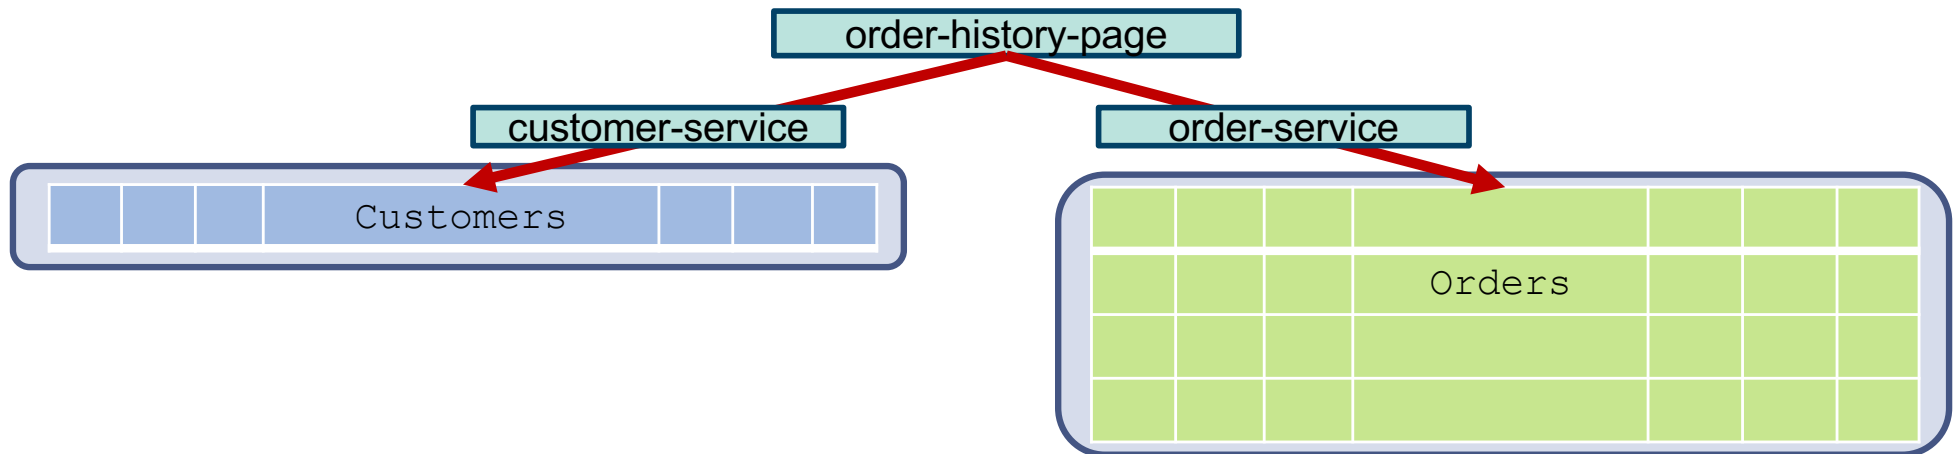 order-history-page
customer-service
order-service
Customers
Orders